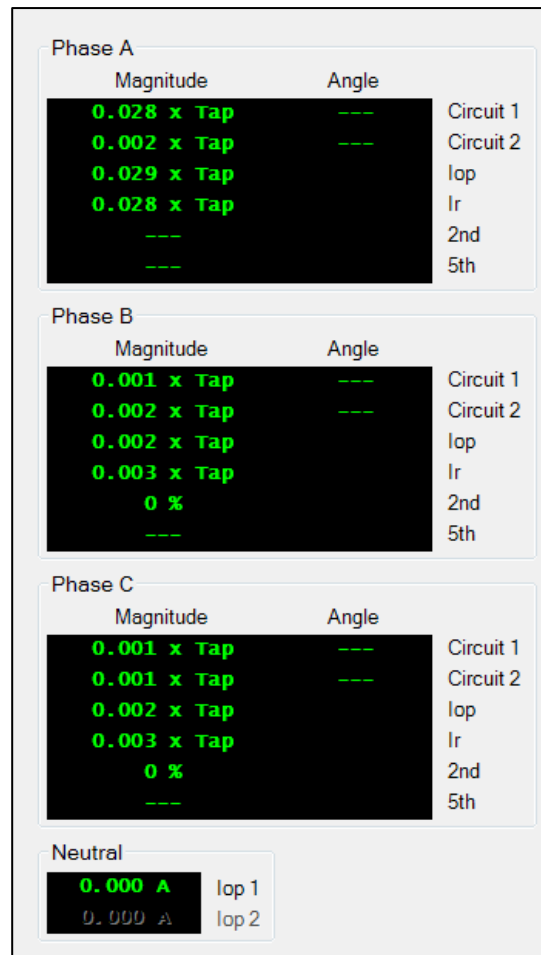 Phase A
Magnitude Angle
0.028 x Tap --- Circuit 1
0.002 x Tap --- Circuit 2
0.029 x Tap Iop
0.028 x Tap Ir
--- 2nd
--- 5th
Phase B
Magnitude Angle
0.001 x Tap --- Circuit 1
0.002 x Tap --- Circuit 2
0.002 x Tap Iop
0.003 x Tap Ir
0 % 2nd
--- 5th
Phase C
Magnitude Angle
0.001 x Tap --- Circuit 1
0.001 x Tap --- Circuit 2
0.002 x Tap Iop
0.003 x Tap Ir
0 % 2nd
--- 5th
Neutral
0.000 A Iop 1
0.000 A Iop 2